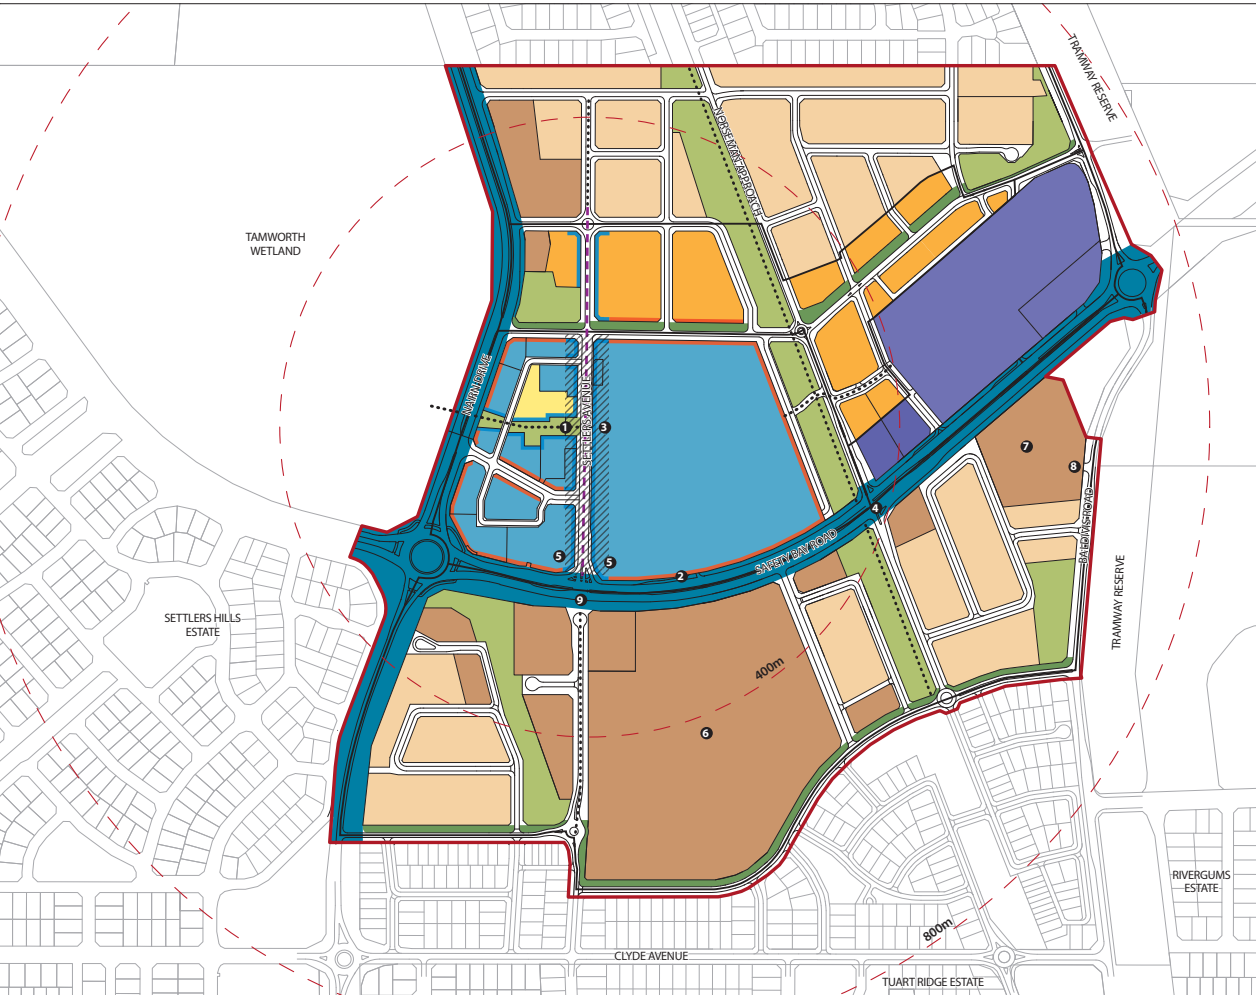 TRAMWAY RESERVE
NORSEMAN APPROACH
TAMWORTH
WETLAND
NAIRN DRIVE
SETTLERS AVENUE
1
3
7
8
4
BALDIVIS ROAD
SAFETY BAY ROAD
5
5
2
9
TRAMWAY RESERVE
SETTLERS HILLS
ESTATE
400m
6
RIVERGUMS
ESTATE
800m
CLYDE AVENUE
TUART RIDGE ESTATE